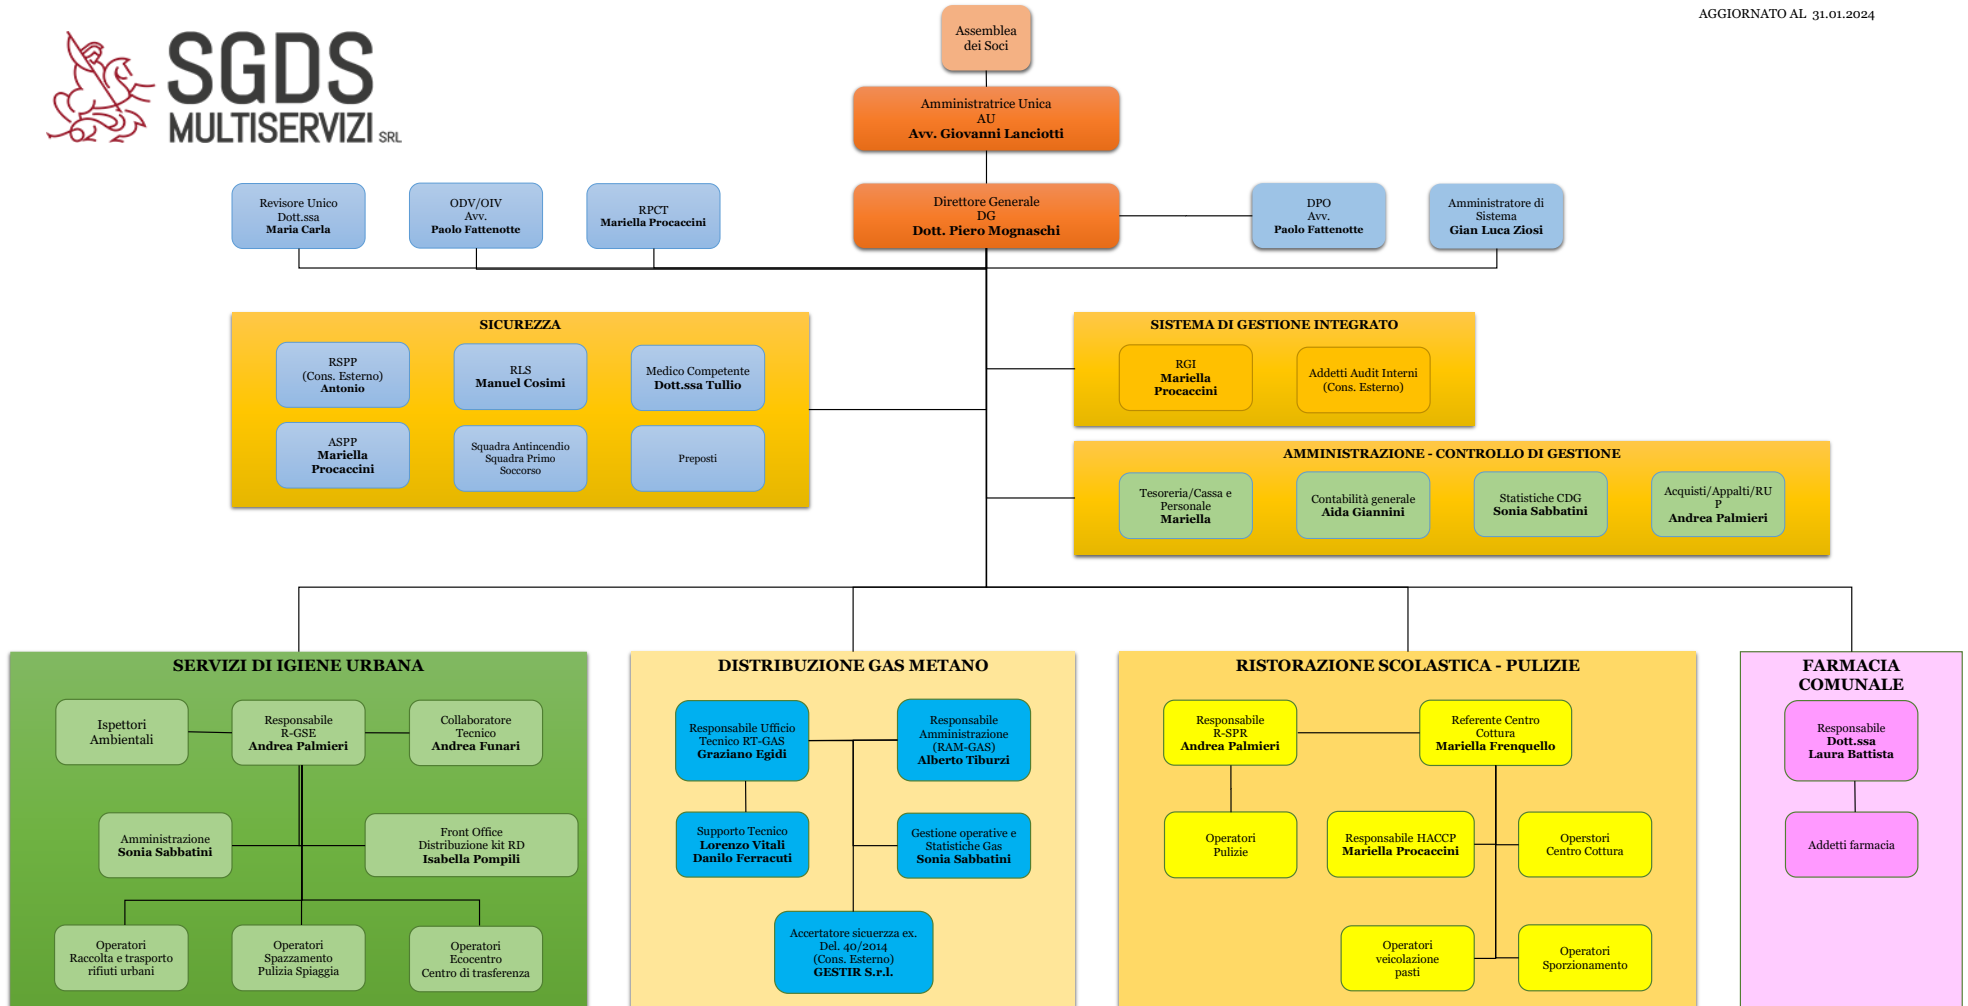 AGGIORNATO AL 31.01.2024
SGDS
MULTISERVIZI SRL
Assemblea
dei Soci
Amministratrice Unica
AU
Avv. Giovanni Lanciotti
Revisore Unico
Dott.ssa
Maria Carla
ODV/OIV
Avv.
Paolo Fattenotte
RPCT
Mariella Procaccini
Direttore Generale
DG
Dott. Piero Mognaschi
DPO
Avv.
Paolo Fattenotte
Amministratore di
Sistema
Gian Luca Ziosi
SICUREZZA
RSPP
(Cons. Esterno)
Antonio
RLS
Manuel Cosimi
Medico Competente
Dott.ssa Tullio
ASPP
Mariella
Procaccini
Squadra Antincendio
Squadra Primo
Soccorso
Preposti
SISTEMA DI GESTIONE INTEGRATO
RGI
Mariella
Procaccini
Addetti Audit Interni
(Cons. Esterno)
AMMINISTRAZIONE - CONTROLLO DI GESTIONE
Tesoreria/Cassa e
Personale
Mariella
Contabilità generale
Aida Giannini
Statistiche CDG
Sonia Sabbatini
Acquisti/Appalti/RU
P
Andrea Palmieri
SERVIZI DI IGIENE URBANA
Ispettori
Ambientali
Responsabile
R-GSE
Andrea Palmieri
Collaboratore
Tecnico
Andrea Funari
Amministrazione
Sonia Sabbatini
Front Office
Distribuzione kit RD
Isabella Pompili
Operatori
Raccolta e trasporto
rifiuti urbani
Operatori
Spazzamento
Pulizia Spiaggia
Operatori
Ecocentro
Centro di trasferenza
DISTRIBUZIONE GAS METANO
Responsabile Ufficio
Tecnico RT-GAS
Graziano Egidi
Responsabile
Amministrazione
(RAM-GAS)
Alberto Tiburzi
Supporto Tecnico
Lorenzo Vitali
Danilo Ferracuti
Gestione operative e
Statistiche Gas
Sonia Sabbatini
Accertatore sicuerzza ex.
Del. 40/2014
(Cons. Esterno)
GESTIR S.r.l.
RISTORAZIONE SCOLASTICA - PULIZIE
Responsabile
R-SPR
Andrea Palmieri
Referente Centro
Cottura
Mariella Frenquello
Operatori
Pulizie
Responsabile HACCP
Mariella Procaccini
Operstori
Centro Cottura
Operatori
veicolazione
pasti
Operatori
Sporzionamento
FARMACIA
COMUNALE
Responsabile
Dott.ssa
Laura Battista
Addetti farmacia